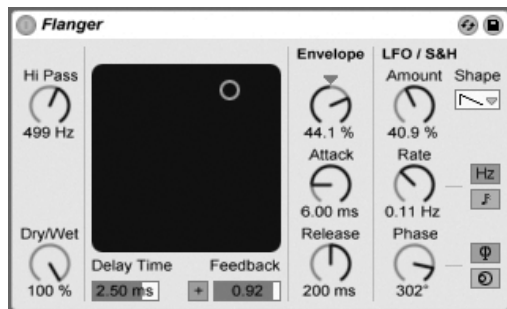 Flanger
Hi Pass
499 Hz
Dry/Wet
100 %
Delay Time
2.50 ms
Feedback
+
0.92
Envelope
44.1 %
Attack
6.00 ms
Release
200 ms
LFO / S&H
Amount
40.9 %
Shape
Rate
0.11 Hz
Hz
Phase
302°
Φ